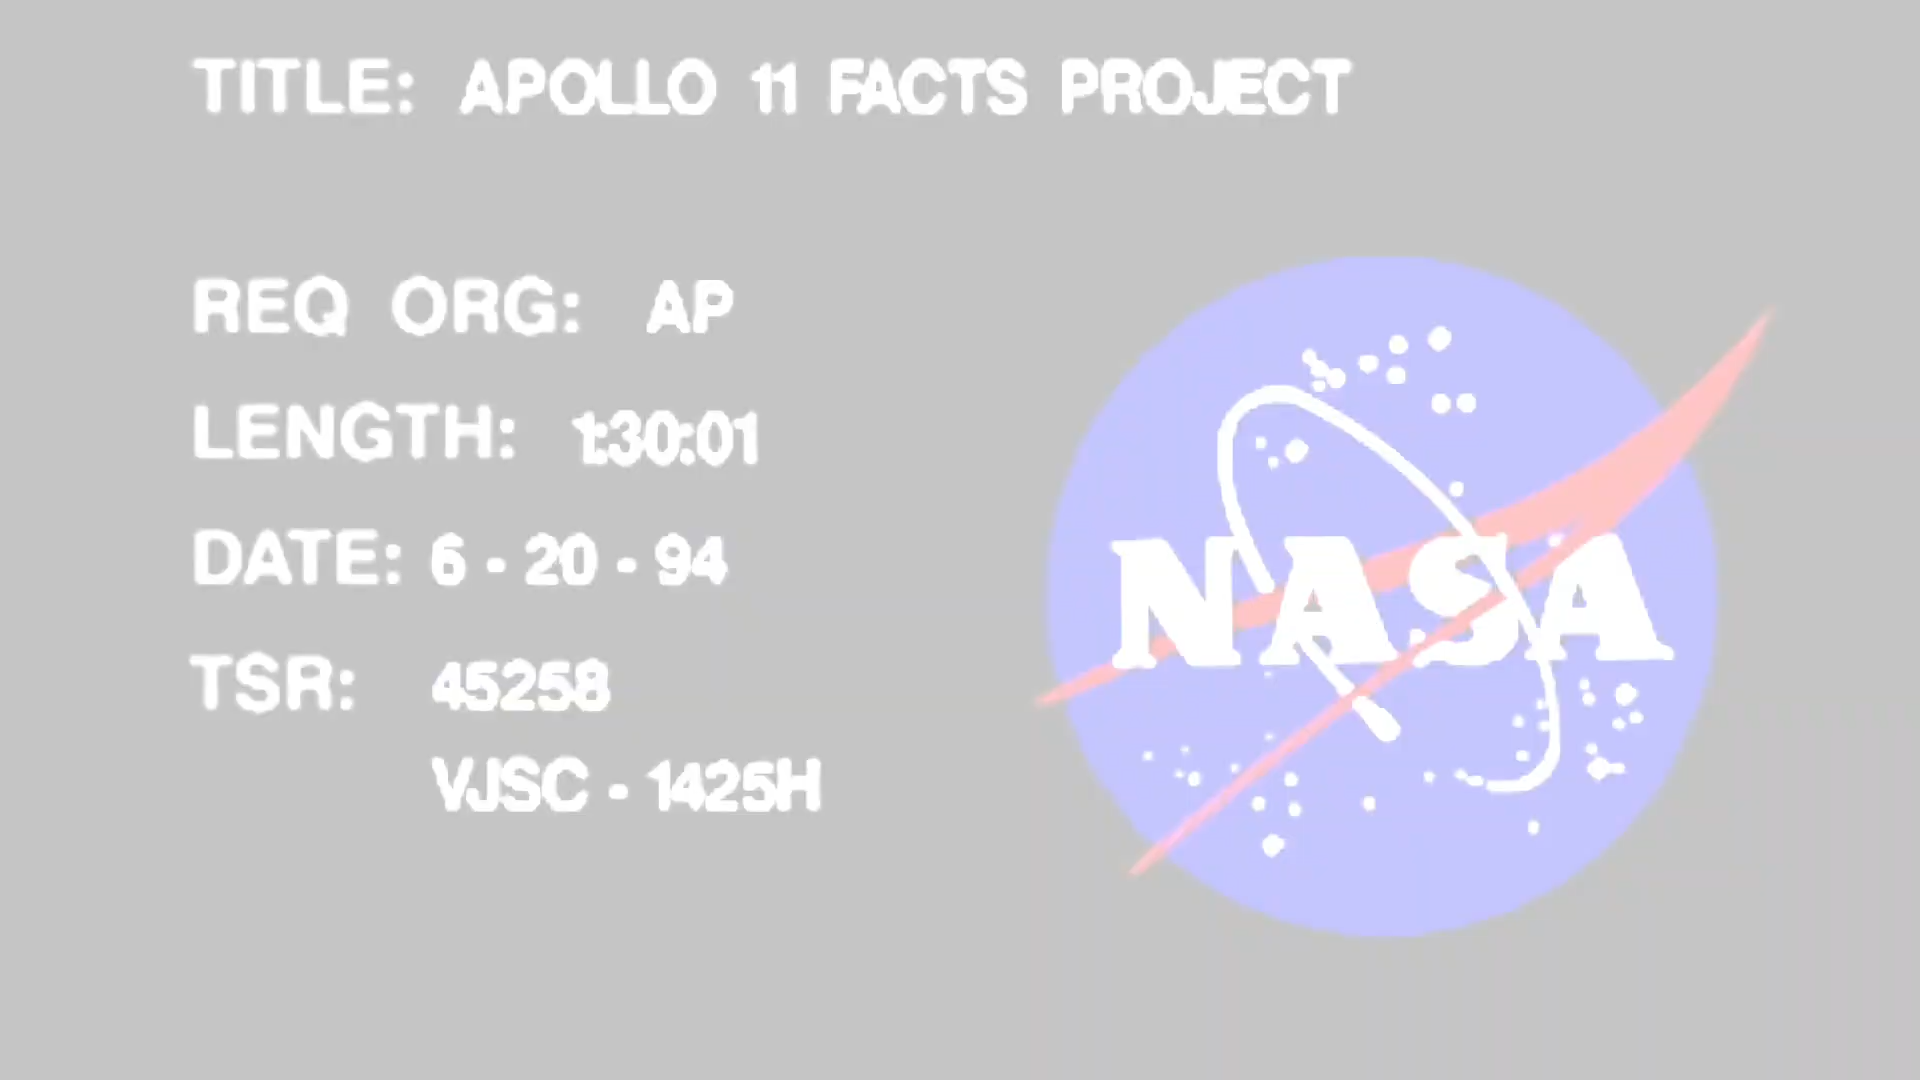 TITLE: APOLLO 11 FACTS PROJECT
REQ ORG: AP
LENGTH: 1:30:01
DATE: 6 - 20 - 94
TSR: 45258
VJSC - 1425H
NASA